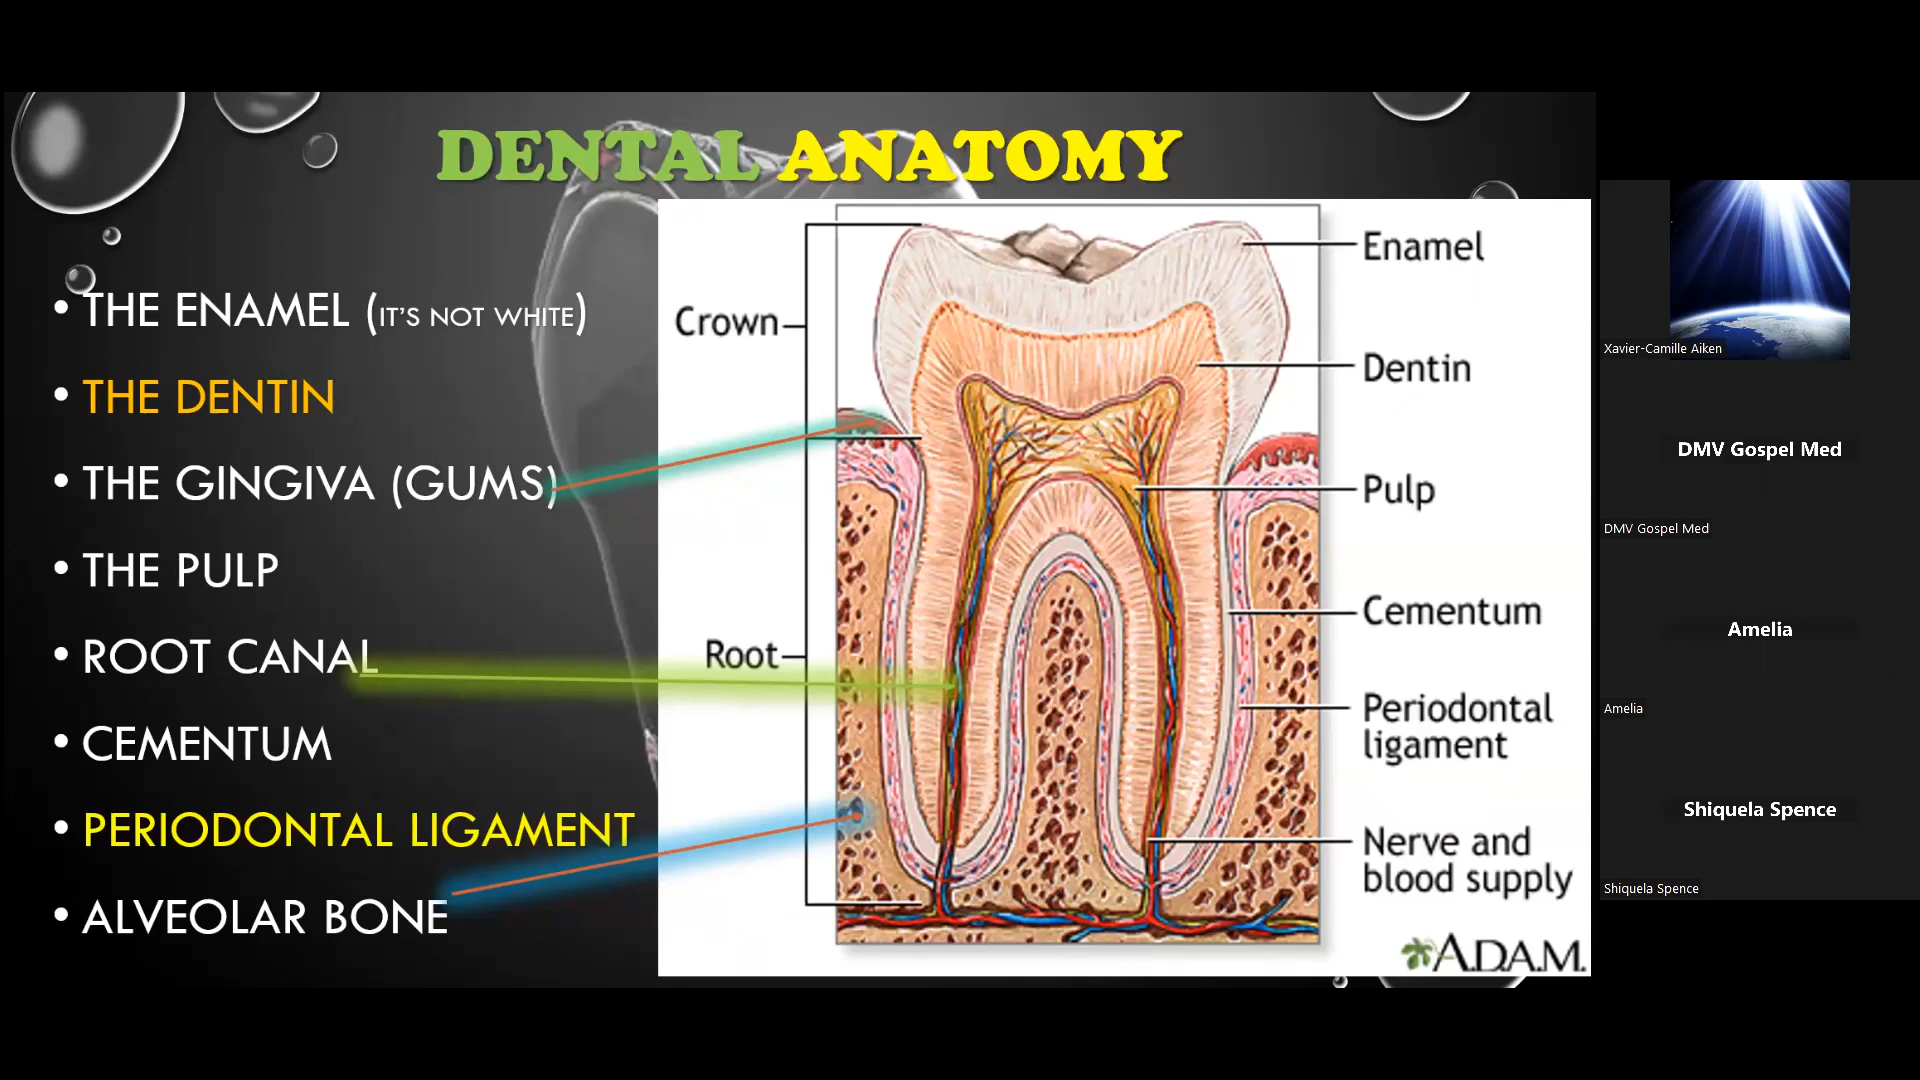 DENTAL ANATOMY
• THE ENAMEL (IT'S NOT WHITE)
• THE DENTIN
• THE GINGIVA (GUMS)
• THE PULP
• ROOT CANAL
• CEMENTUM
• PERIODONTAL LIGAMENT
• ALVEOLAR BONE
Crown
Root
Enamel
Dentin
Pulp
Cementum
Periodontal
ligament
Nerve and
blood supply
A.D.A.M.
Xavier-Camille Aiken
DMV Gospel Med
DMV Gospel Med
Amelia
Amelia
Shiquela Spence
Shiquela Spence